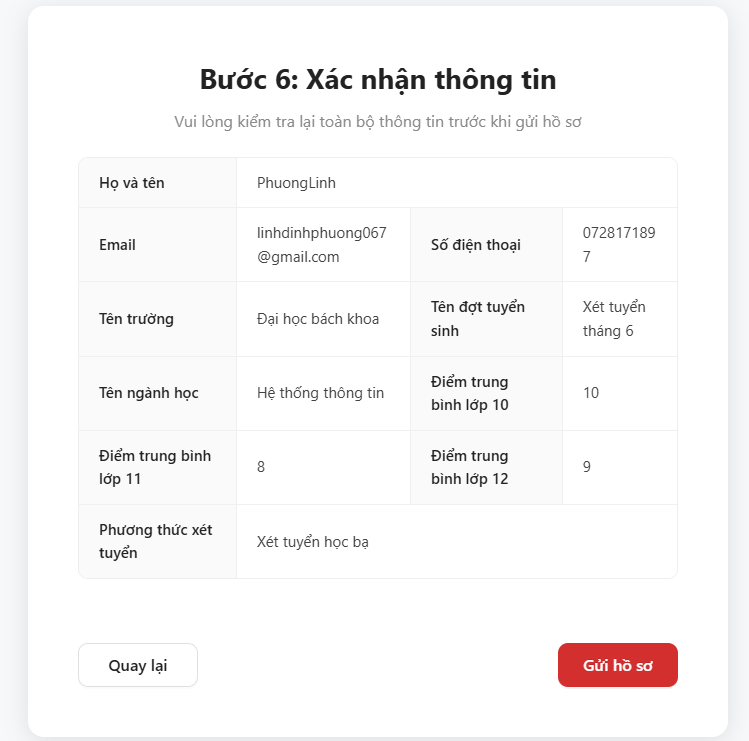 Bước 6: Xác nhận thông tin
Vui lòng kiểm tra lại toàn bộ thông tin trước khi gửi hồ sơ
Họ và tên
PhuongLinh
Email
linhdinhphuong067
@gmail.com
Số điện thoại
072817189
7
Tên trường
Đại học bách khoa
Tên đợt tuyển
sinh
Xét tuyển
tháng 6
Tên ngành học
Hệ thống thông tin
Điểm trung
bình lớp 10
10
Điểm trung bình
lớp 11
8
Điểm trung
bình lớp 12
9
Phương thức xét
tuyển
Xét tuyển học bạ
Quay lại
Gửi hồ sơ